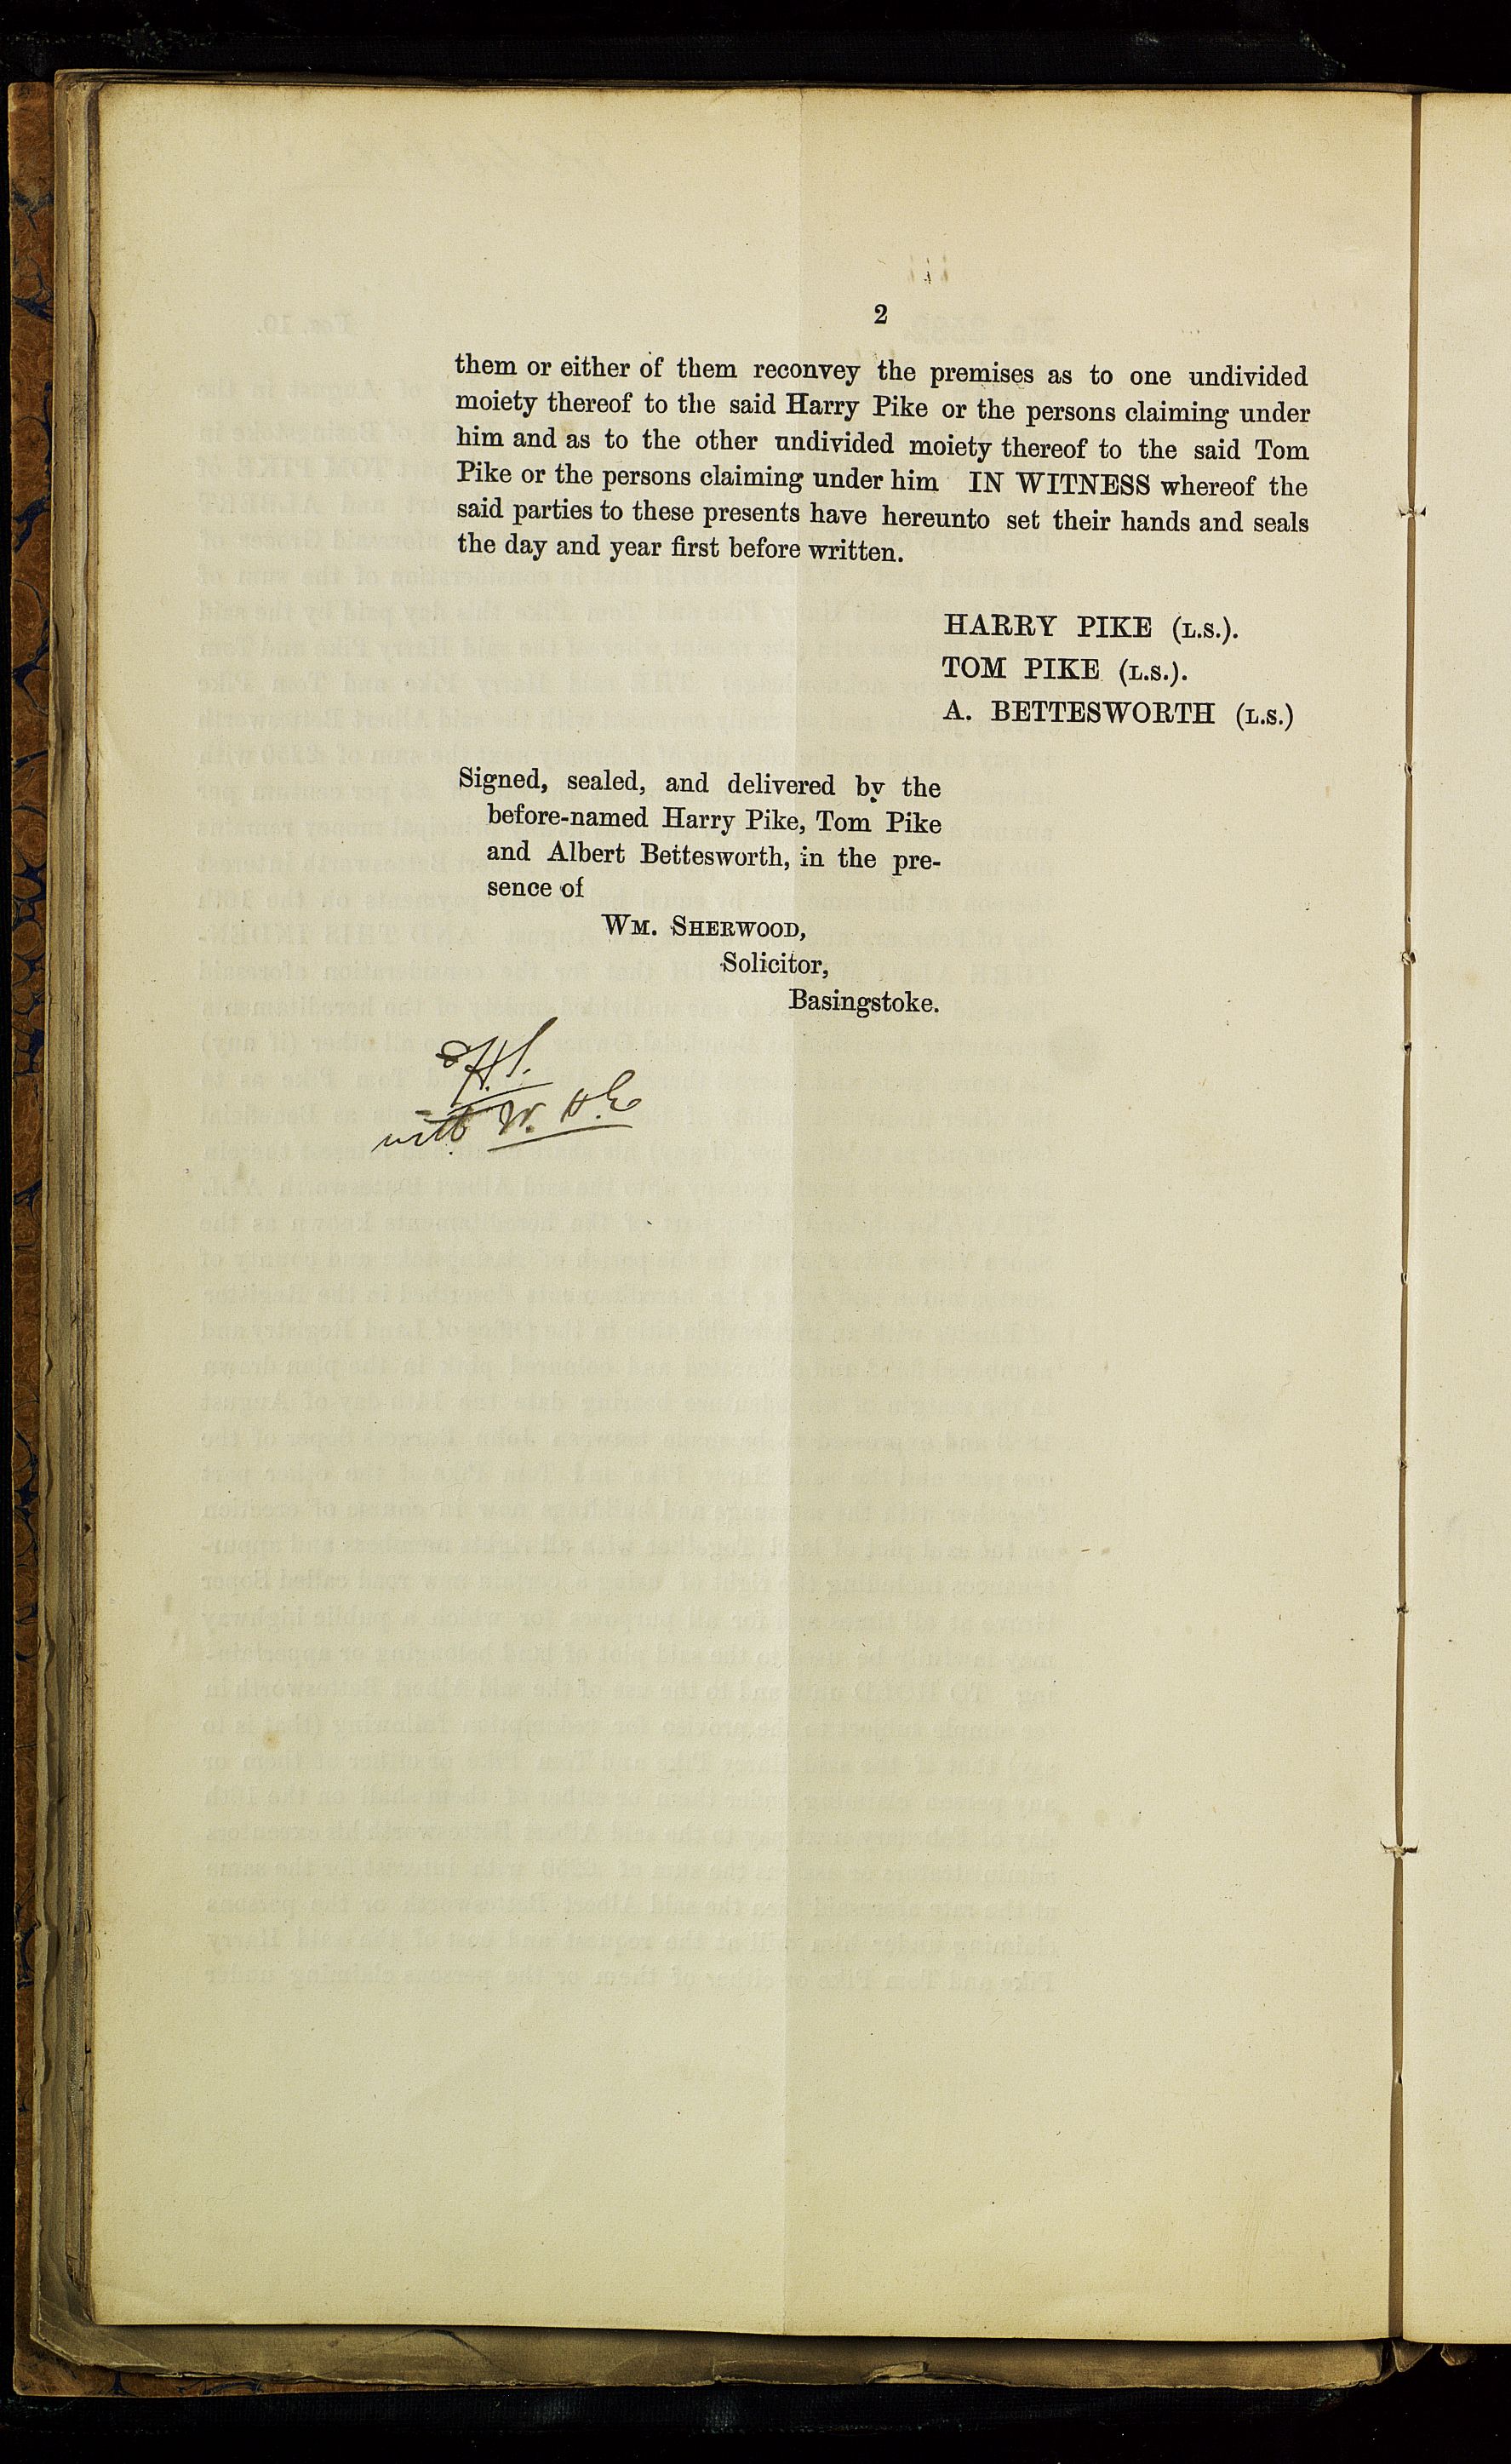 2
them or either of them reconvey the premises as to one undivided
moiety thereof to the said Harry Pike or the persons claiming under
him and as to the other undivided moiety thereof to the said Tom
Pike or the persons claiming under him IN WITNESS whereof the
said parties to these presents have hereunto set their hands and seals
the day and year first before written.
HARRY PIKE (L.S.).
TOM PIKE (L.S.).
A. BETTESWORTH (L.S.)
Signed, sealed, and delivered by the
before-named Harry Pike, Tom Pike
and Albert Bettesworth, in the pre-
sence of
WM. SHERWOOD,
Solicitor,
Basingstoke.
with W.